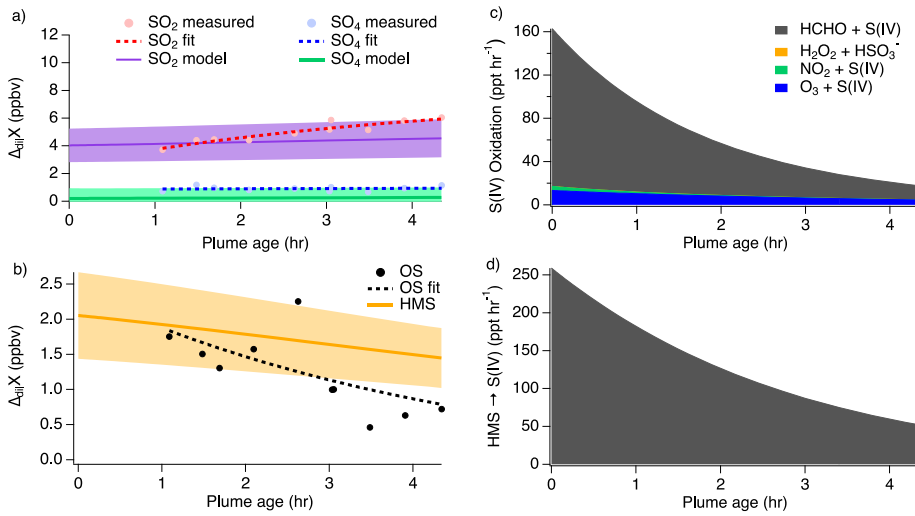 a)
SO2 measured
SO4 measured
SO2 fit
SO4 fit
SO2 model
SO4 model
ΔdilX (ppbv)
12
10
8
6
4
2
0
0
1
2
3
4
Plume age (hr)
b)
OS
OS fit
HMS
ΔdilX (ppbv)
2.5
2.0
1.5
1.0
0.5
0.0
0
1
2
3
4
Plume age (hr)
c)
HCHO + S(IV)
H2O2 + HSO3-
NO2 + S(IV)
O3 + S(IV)
S(IV) Oxidation (ppt hr-1)
160
120
80
40
0
0
1
2
3
4
Plume age (hr)
d)
HMS → S(IV) (ppt hr-1)
250
200
150
100
50
0
0
1
2
3
4
Plume age (hr)